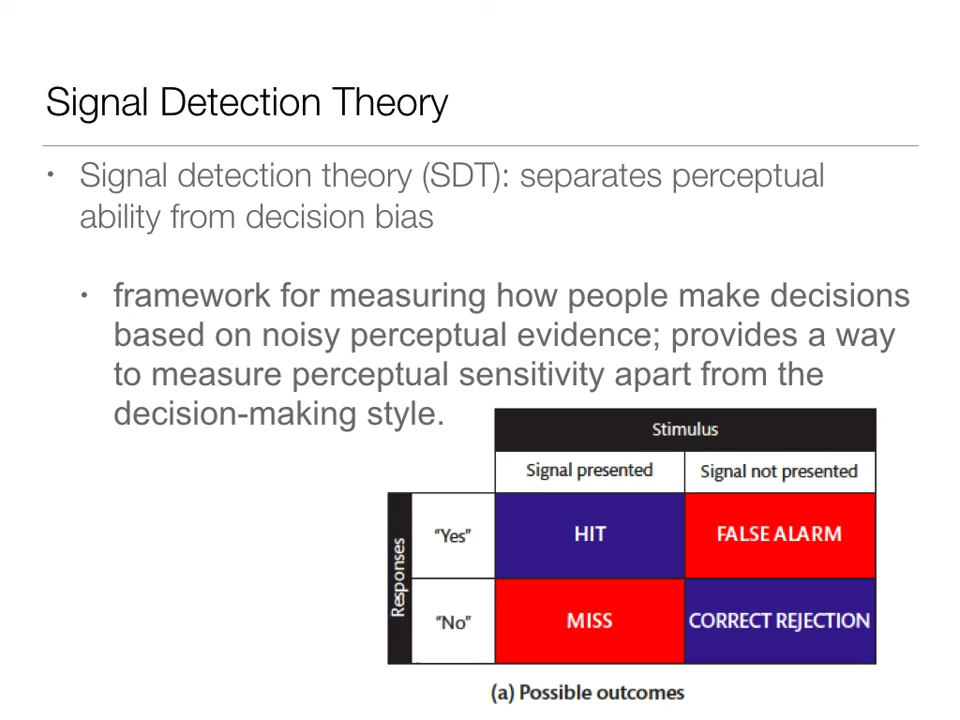 Signal Detection Theory
• Signal detection theory (SDT): separates perceptual
ability from decision bias
• framework for measuring how people make decisions
based on noisy perceptual evidence; provides a way
to measure perceptual sensitivity apart from the
decision-making style.
Stimulus
Signal presented
Signal not presented
Responses
"Yes"
HIT
FALSE ALARM
"No"
MISS
CORRECT REJECTION
(a) Possible outcomes